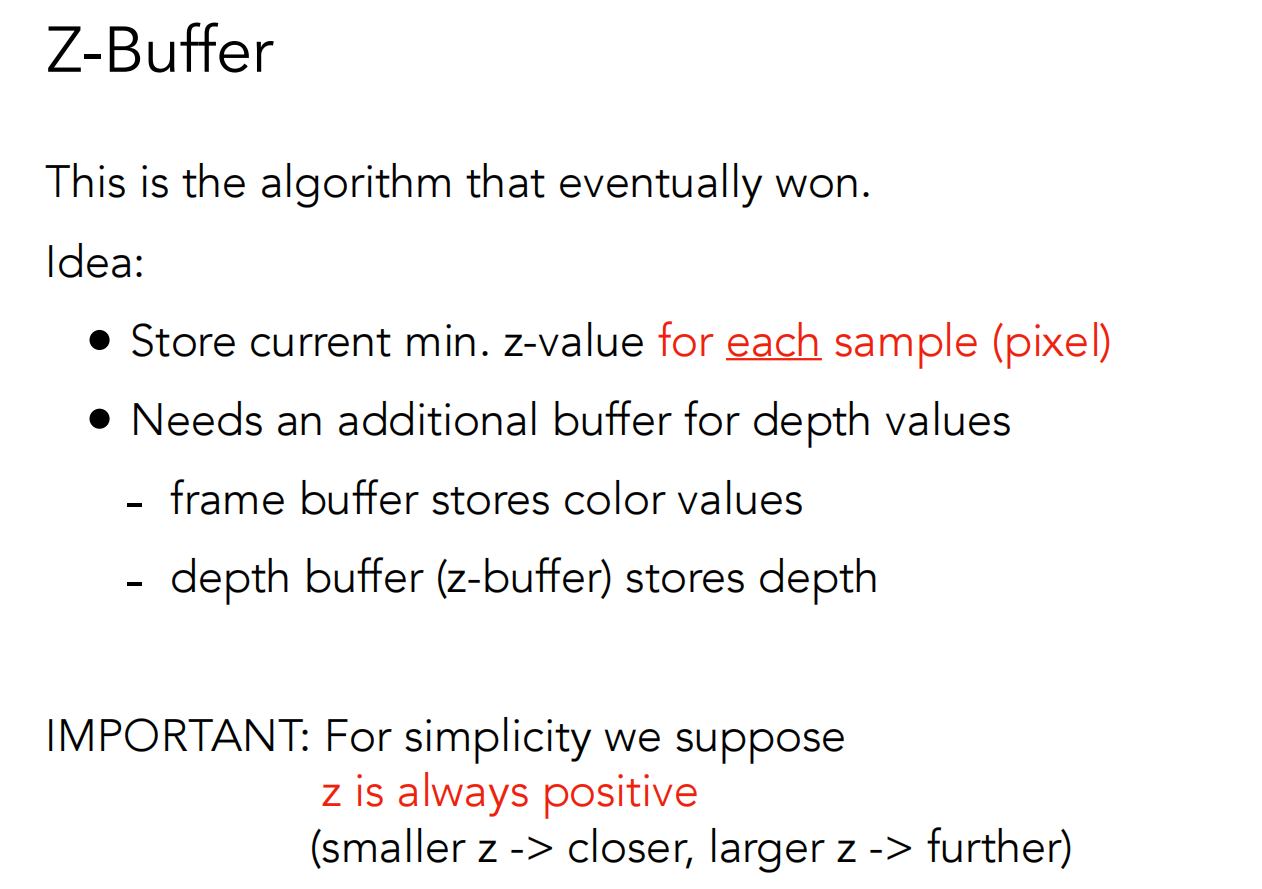 Z-Buffer
This is the algorithm that eventually won.
Idea:
● Store current min. z-value for each sample (pixel)
● Needs an additional buffer for depth values
- frame buffer stores color values
- depth buffer (z-buffer) stores depth
IMPORTANT: For simplicity we suppose
z is always positive
(smaller z -> closer, larger z -> further)